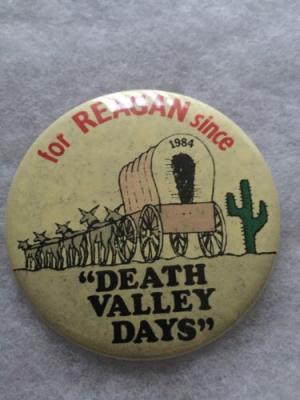 for REAGAN since
1984
"DEATH
VALLEY
DAYS"